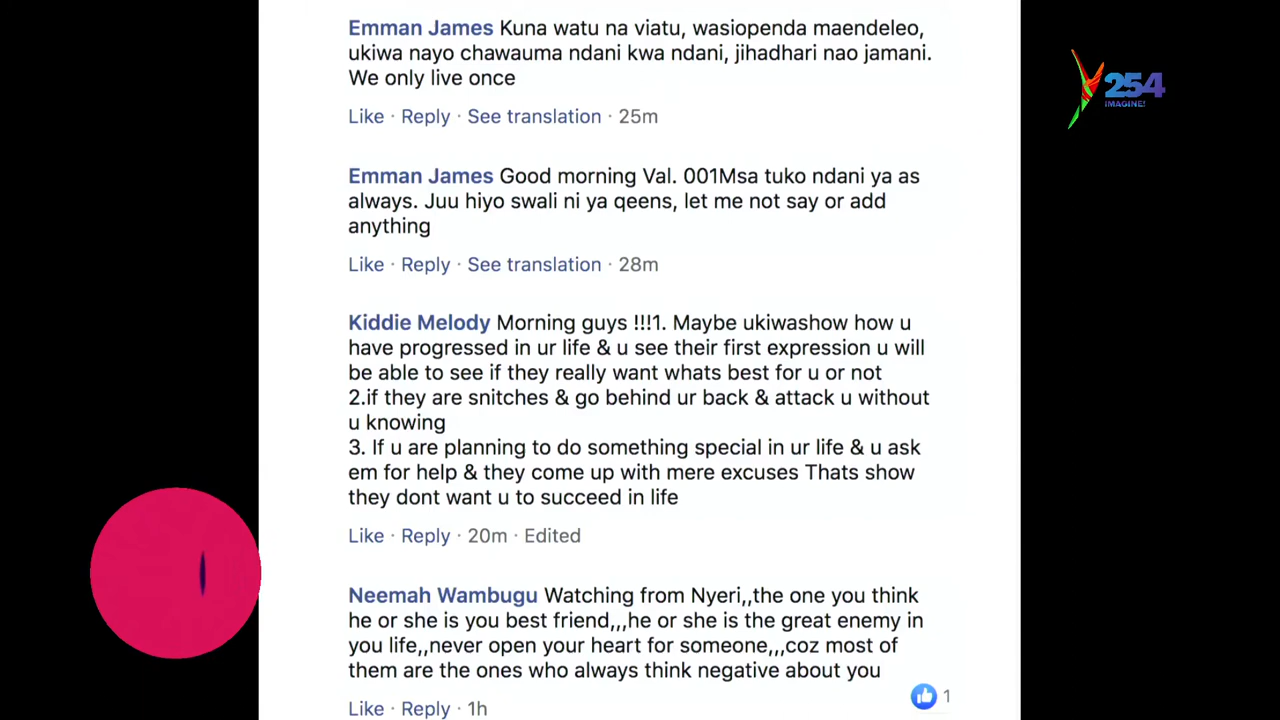 Emman James Kuna watu na viatu, wasiopenda maendeleo,
ukiwa nayo chawauma ndani kwa ndani, jihadhari nao jamani.
We only live once
Like · Reply · See translation · 25m
254
IMAGINE!
Emman James Good morning Val. 001Msa tuko ndani ya as
always. Juu hiyo swali ni ya qeens, let me not say or add
anything
Like · Reply · See translation · 28m
Kiddie Melody Morning guys !!!1. Maybe ukiwashow how u
have progressed in ur life & u see their first expression u will
be able to see if they really want whats best for u or not
2.if they are snitches & go behind ur back & attack u without
u knowing
3. If u are planning to do something special in ur life & u ask
em for help & they come up with mere excuses Thats show
they dont want u to succeed in life
Like · Reply · 20m · Edited
Neemah Wambugu Watching from Nyeri,,the one you think
he or she is you best friend,,,he or she is the great enemy in
you life,,never open your heart for someone,,,coz most of
them are the ones who always think negative about you
1
Like · Reply · 1h